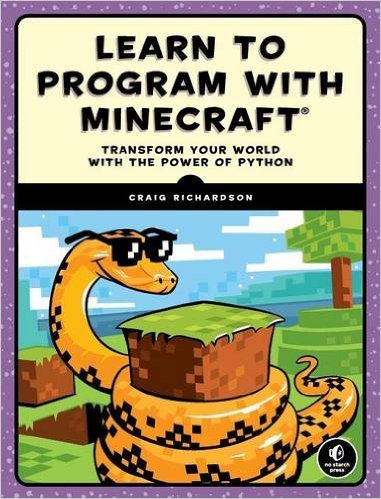 LEARN TO
PROGRAM WITH
MINECRAFT®
TRANSFORM YOUR WORLD
WITH THE POWER OF PYTHON
CRAIG RICHARDSON
no starch
press